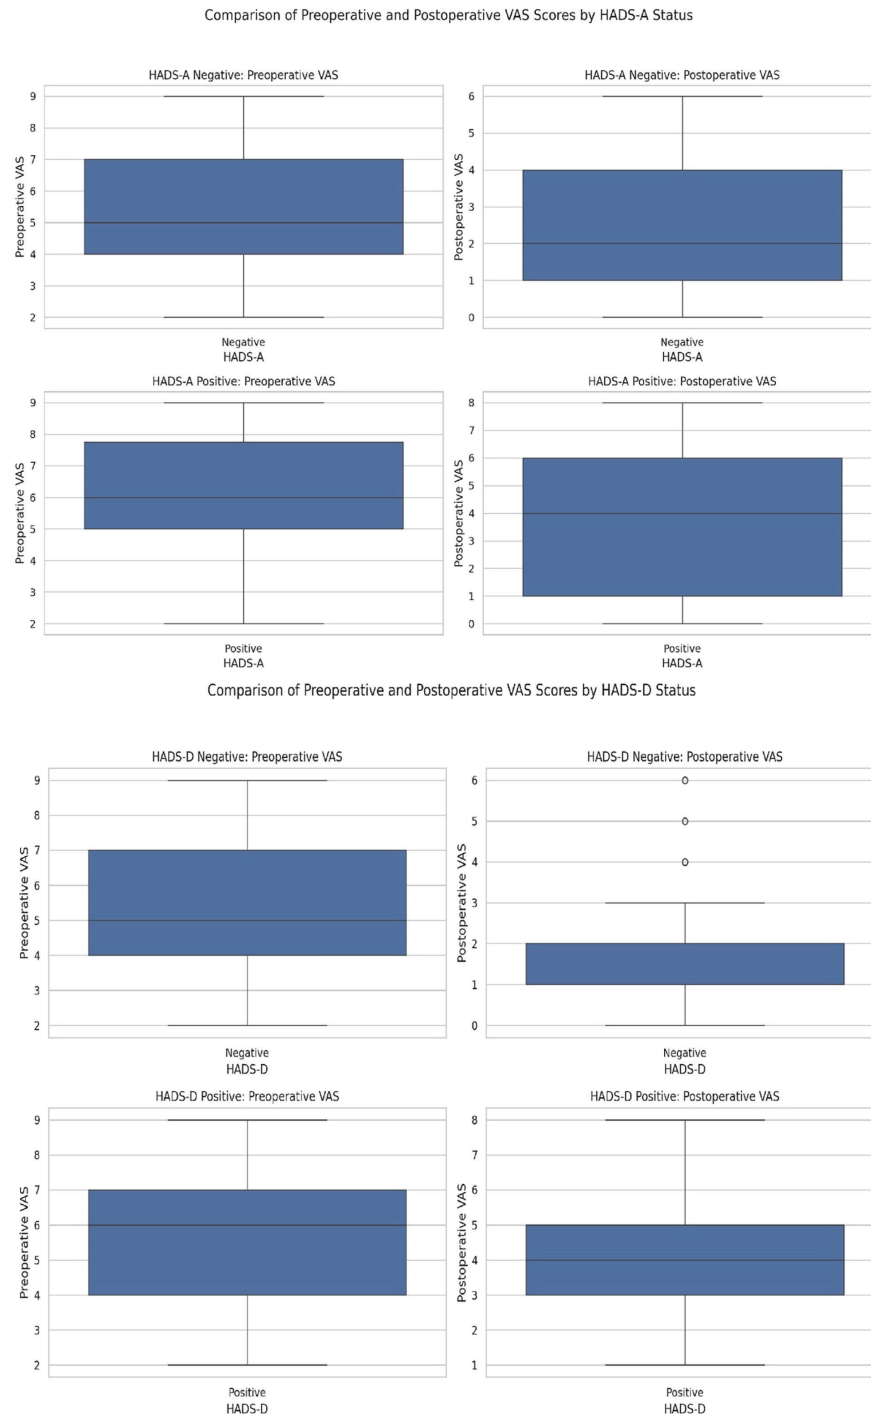 Comparison of Preoperative and Postoperative VAS Scores by HADS-A Status
HADS-A Negative: Preoperative VAS
Preoperative VAS
9
8
7
6
5
4
3
2
Negative
HADS-A
HADS-A Negative: Postoperative VAS
Postoperative VAS
6
5
4
3
2
1
0
Negative
HADS-A
HADS-A Positive: Preoperative VAS
Preoperative VAS
9
8
7
6
5
4
3
2
Positive
HADS-A
HADS-A Positive: Postoperative VAS
Postoperative VAS
8
7
6
5
4
3
2
1
0
Positive
HADS-A
Comparison of Preoperative and Postoperative VAS Scores by HADS-D Status
HADS-D Negative: Preoperative VAS
Preoperative VAS
9
8
7
6
5
4
3
2
Negative
HADS-D
HADS-D Negative: Postoperative VAS
Postoperative VAS
6
5
4
3
2
1
0
Negative
HADS-D
HADS-D Positive: Preoperative VAS
Preoperative VAS
9
8
7
6
5
4
3
2
Positive
HADS-D
HADS-D Positive: Postoperative VAS
Postoperative VAS
8
7
6
5
4
3
2
1
Positive
HADS-D